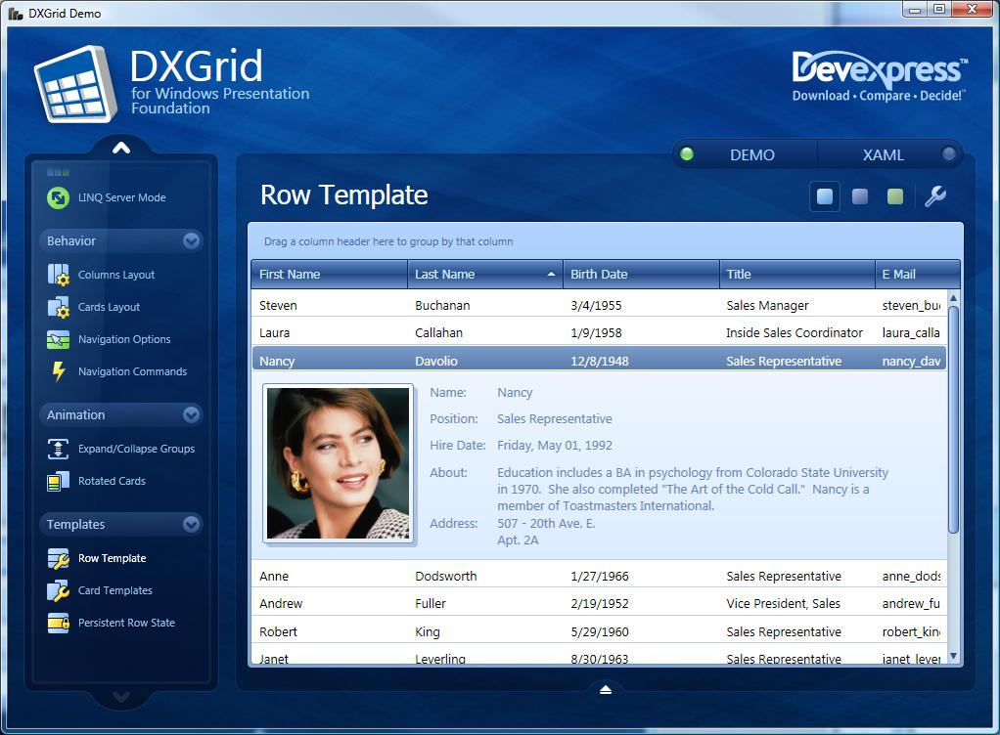 DXGrid Demo
DXGrid
for Windows Presentation
Foundation
DevExpress™
Download • Compare • Decide!™
DEMO XAML
LINQ Server Mode
Behavior
Columns Layout
Cards Layout
Navigation Options
Navigation Commands
Animation
Expand/Collapse Groups
Rotated Cards
Templates
Row Template
Card Templates
Persistent Row State
Row Template
Drag a column header here to group by that column
First Name Last Name Birth Date Title E Mail
Steven Buchanan 3/4/1955 Sales Manager steven_bu
Laura Callahan 1/9/1958 Inside Sales Coordinator laura_calla
Nancy Davolio 12/8/1948 Sales Representative nancy_dav
Name: Nancy
Position: Sales Representative
Hire Date: Friday, May 01, 1992
About: Education includes a BA in psychology from Colorado State University
in 1970. She also completed "The Art of the Cold Call." Nancy is a
member of Toastmasters International.
Address: 507 - 20th Ave. E.
Apt. 2A
Anne Dodsworth 1/27/1966 Sales Representative anne_dods
Andrew Fuller 2/19/1952 Vice President, Sales andrew_fu
Robert King 5/29/1960 Sales Representative robert_kin
Janet Leverling 8/30/1963 Sales Representative janet_lever